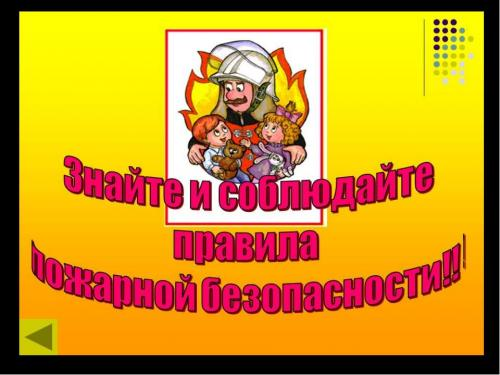 Знайте и соблюдайте
правила
пожарной безопасности!!!